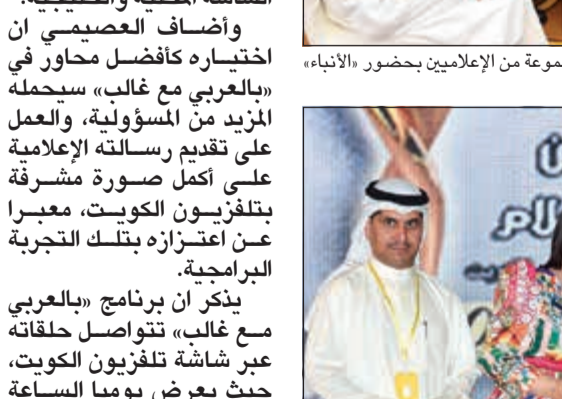 وأضاف العصيمي ان
اختياره كأفضل محاور في
«بالعربي مع غالب» سيحمله
المزيد من المسؤولية، والعمل
على تقديم رسالته الإعلامية
على أكمل صورة مشرفة
بتلفزيون الكويت، معبرا
عن اعتزازه بتلك التجربة
البرامجية.
يذكر ان برنامج «بالعربي
مع غالب» تتواصل حلقاته
عبر شاشة تلفزيون الكويت،
حيث يعرض يوميا الساعة
موعة من الإعلاميين بحضور «الأنباء»